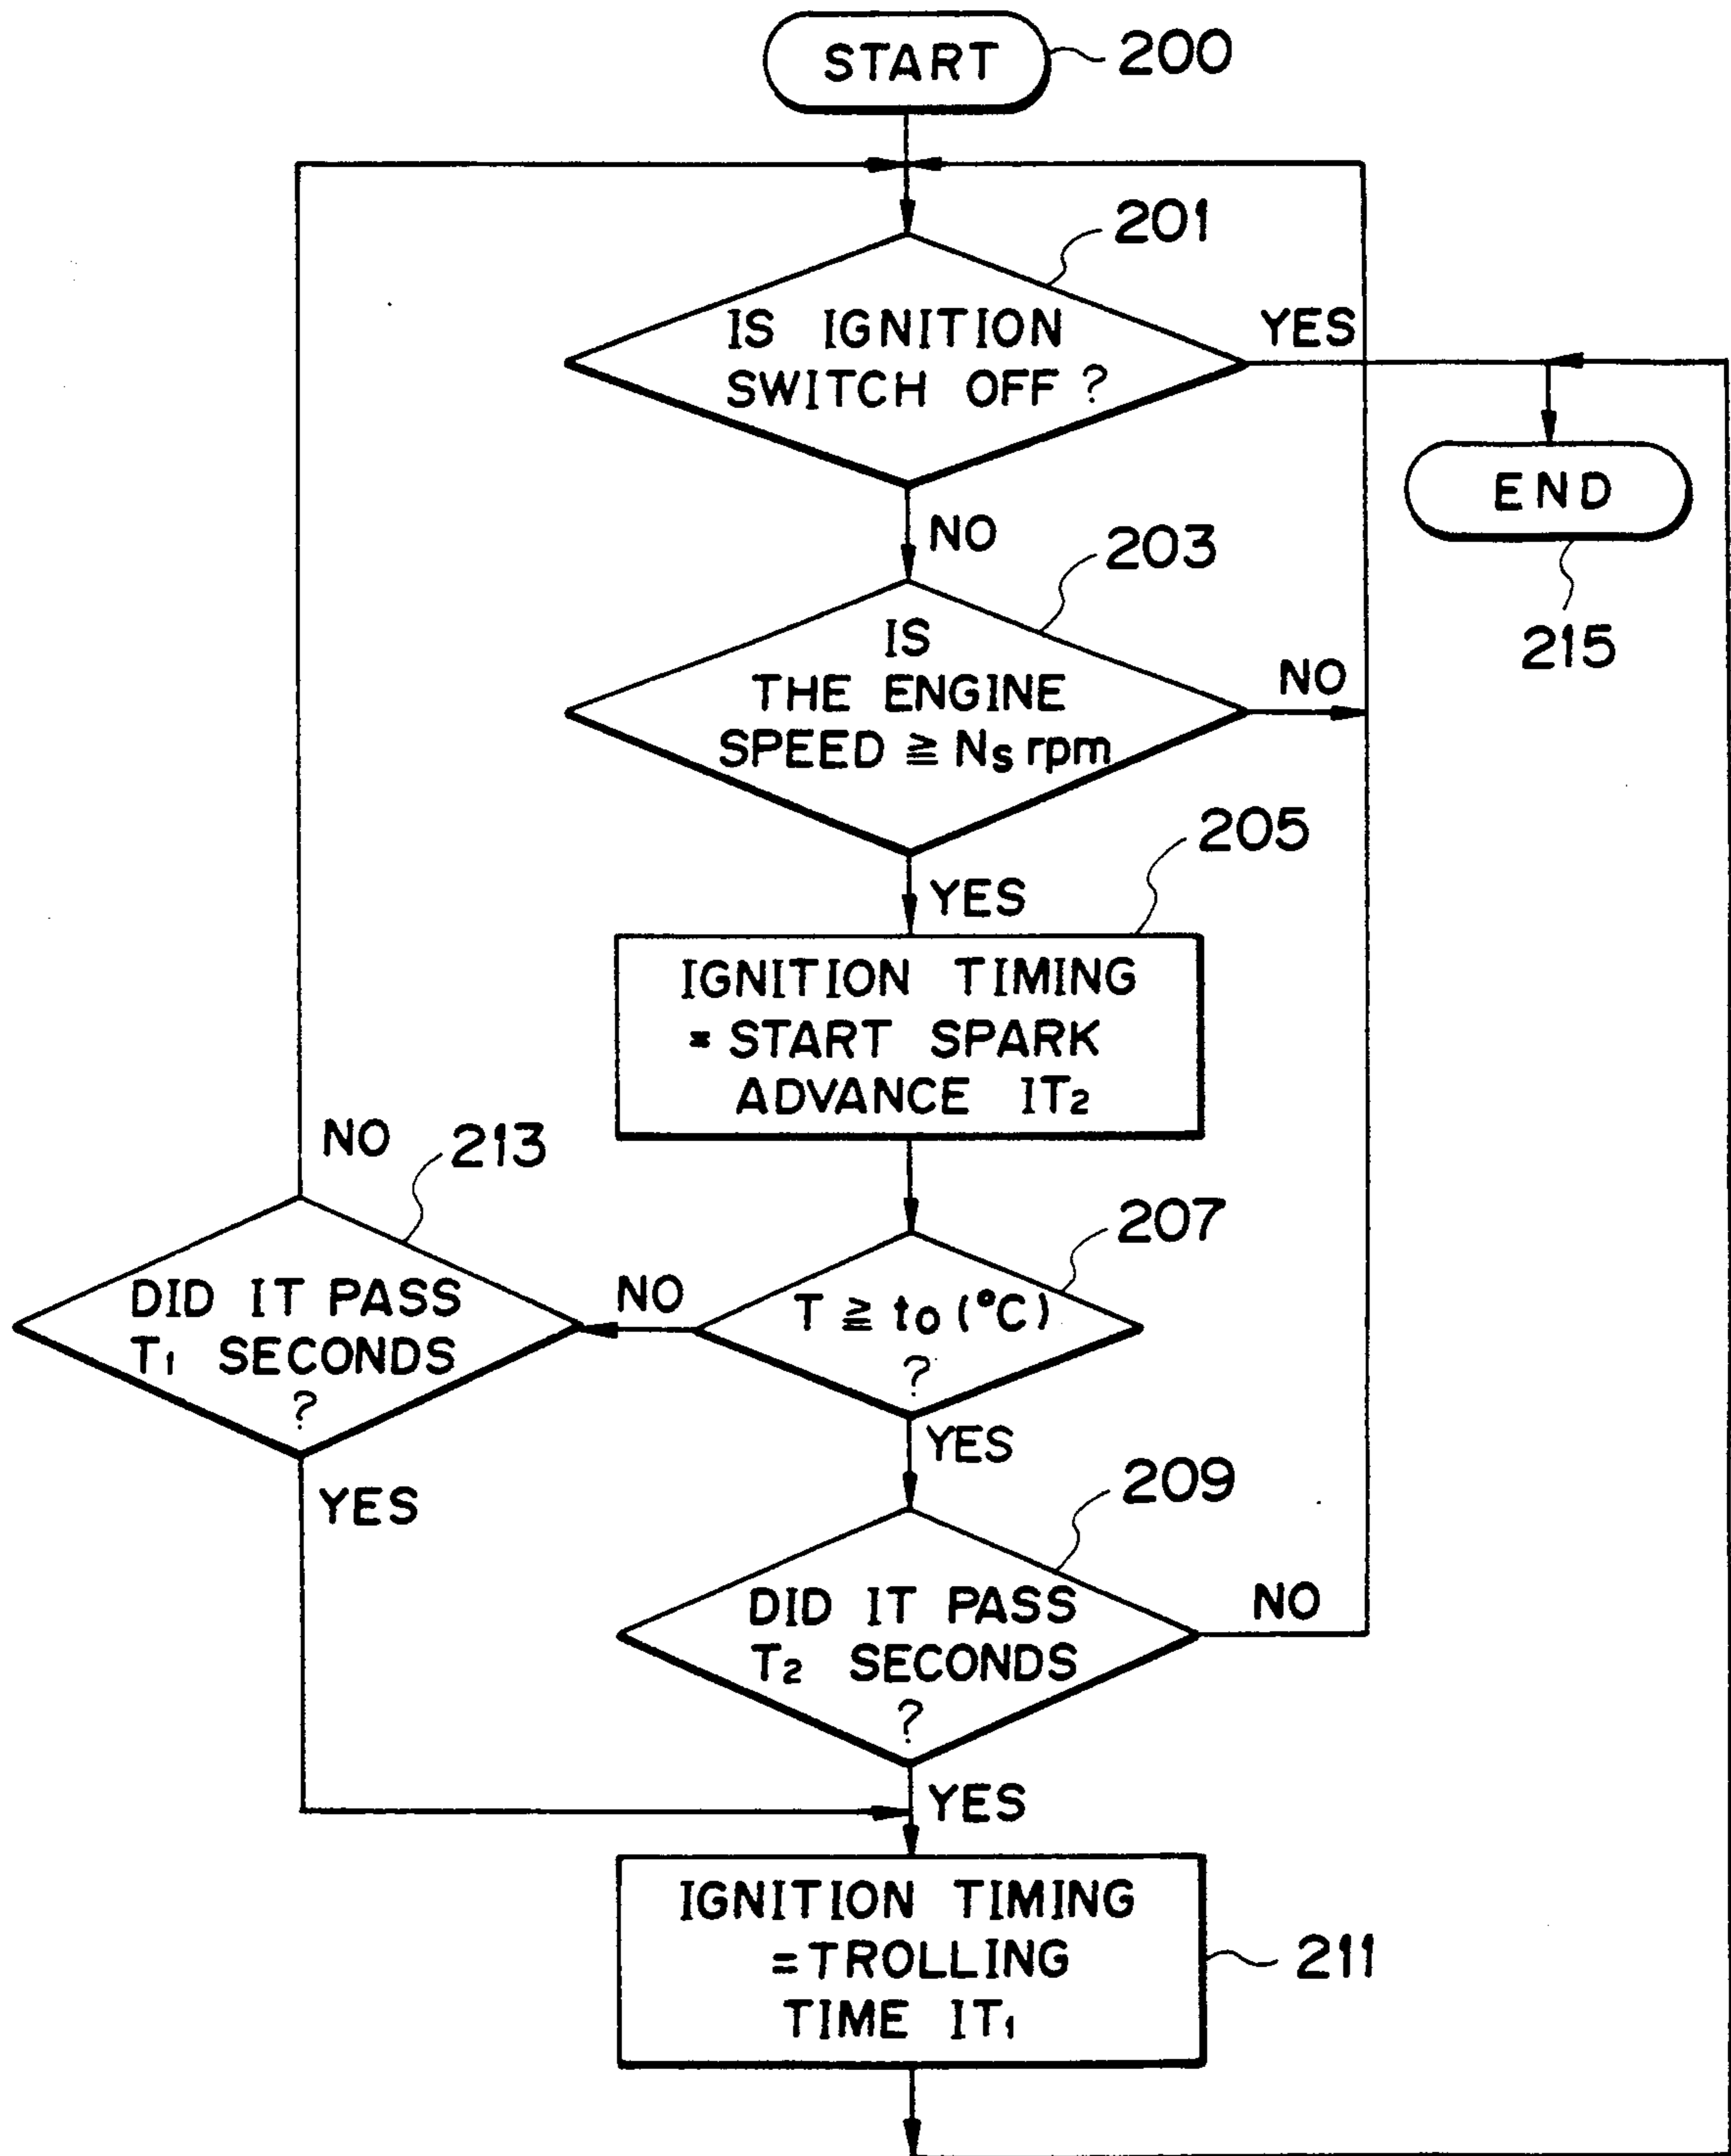 START
200
201
IS IGNITION
SWITCH OFF ?
YES
END
215
NO
203
IS
THE ENGINE
SPEED ≧ Ns rpm
NO
YES
205
IGNITION TIMING
= START SPARK
ADVANCE IT2
207
T ≧ to (°C)
?
NO
213
NO
DID IT PASS
T1 SECONDS
?
YES
YES
209
DID IT PASS
T2 SECONDS
?
NO
YES
IGNITION TIMING
= TROLLING
TIME IT1
211